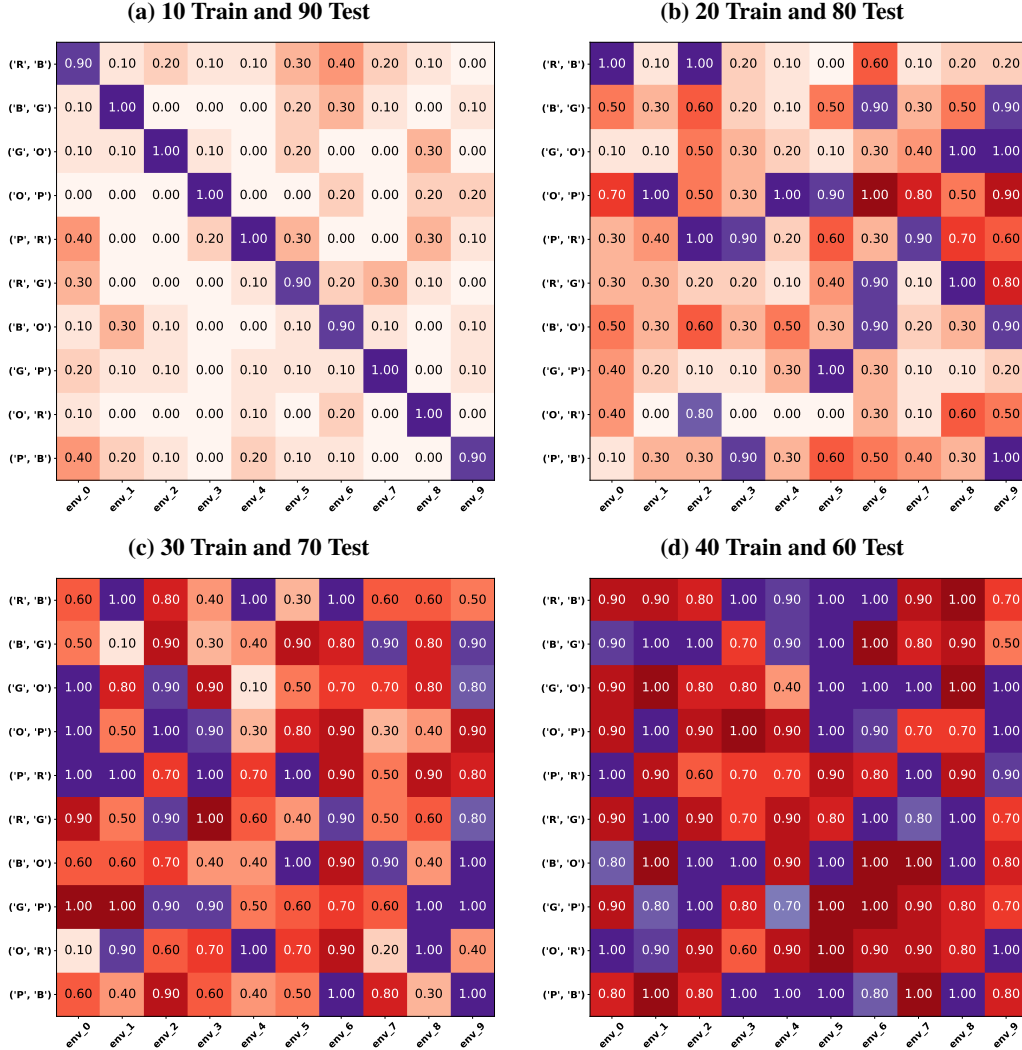 (a) 10 Train and 90 Test
('R', 'B') 0.90 0.10 0.20 0.10 0.10 0.30 0.40 0.20 0.10 0.00
('B', 'G') 0.10 1.00 0.00 0.00 0.00 0.20 0.30 0.10 0.00 0.10
('G', 'O') 0.10 0.10 1.00 0.10 0.00 0.20 0.00 0.00 0.30 0.00
('O', 'P') 0.00 0.00 0.00 1.00 0.00 0.00 0.20 0.00 0.20 0.20
('P', 'R') 0.40 0.00 0.00 0.20 1.00 0.30 0.00 0.00 0.30 0.10
('R', 'G') 0.30 0.00 0.00 0.00 0.10 0.90 0.20 0.30 0.10 0.00
('B', 'O') 0.10 0.30 0.10 0.00 0.00 0.10 0.90 0.10 0.00 0.10
('G', 'P') 0.20 0.10 0.10 0.00 0.10 0.10 0.10 1.00 0.00 0.10
('O', 'R') 0.10 0.00 0.00 0.00 0.10 0.00 0.20 0.00 1.00 0.00
('P', 'B') 0.40 0.20 0.10 0.00 0.20 0.10 0.10 0.00 0.00 0.90
env_0 env_1 env_2 env_3 env_4 env_5 env_6 env_7 env_8 env_9
(b) 20 Train and 80 Test
('R', 'B') 1.00 0.10 1.00 0.20 0.10 0.00 0.60 0.10 0.20 0.20
('B', 'G') 0.50 0.30 0.60 0.20 0.10 0.50 0.90 0.30 0.50 0.90
('G', 'O') 0.10 0.10 0.50 0.30 0.20 0.10 0.30 0.40 1.00 1.00
('O', 'P') 0.70 1.00 0.50 0.30 1.00 0.90 1.00 0.80 0.50 0.90
('P', 'R') 0.30 0.40 1.00 0.90 0.20 0.60 0.30 0.90 0.70 0.60
('R', 'G') 0.30 0.30 0.20 0.20 0.10 0.40 0.90 0.10 1.00 0.80
('B', 'O') 0.50 0.30 0.60 0.30 0.50 0.30 0.90 0.20 0.30 0.90
('G', 'P') 0.40 0.20 0.10 0.10 0.30 1.00 0.30 0.10 0.10 0.20
('O', 'R') 0.40 0.00 0.80 0.00 0.00 0.00 0.30 0.10 0.60 0.50
('P', 'B') 0.10 0.30 0.30 0.90 0.30 0.60 0.50 0.40 0.30 1.00
env_0 env_1 env_2 env_3 env_4 env_5 env_6 env_7 env_8 env_9
(c) 30 Train and 70 Test
('R', 'B') 0.60 1.00 0.80 0.40 1.00 0.30 1.00 0.60 0.60 0.50
('B', 'G') 0.50 0.10 0.90 0.30 0.40 0.90 0.80 0.90 0.80 0.90
('G', 'O') 1.00 0.80 0.90 0.90 0.10 0.50 0.70 0.70 0.80 0.80
('O', 'P') 1.00 0.50 1.00 0.90 0.30 0.80 0.90 0.30 0.40 0.90
('P', 'R') 1.00 1.00 0.70 1.00 0.70 1.00 0.90 0.50 0.90 0.80
('R', 'G') 0.90 0.50 0.90 1.00 0.60 0.40 0.90 0.50 0.60 0.80
('B', 'O') 0.60 0.60 0.70 0.40 0.40 1.00 0.90 0.90 0.40 1.00
('G', 'P') 1.00 1.00 0.90 0.90 0.50 0.60 0.70 0.60 1.00 1.00
('O', 'R') 0.10 0.90 0.60 0.70 1.00 0.70 0.90 0.20 1.00 0.40
('P', 'B') 0.60 0.40 0.90 0.60 0.40 0.50 1.00 0.80 0.30 1.00
env_0 env_1 env_2 env_3 env_4 env_5 env_6 env_7 env_8 env_9
(d) 40 Train and 60 Test
('R', 'B') 0.90 0.90 0.80 1.00 0.90 1.00 1.00 0.90 1.00 0.70
('B', 'G') 0.90 1.00 1.00 0.70 0.90 1.00 1.00 0.80 0.90 0.50
('G', 'O') 0.90 1.00 0.80 0.80 0.40 1.00 1.00 1.00 1.00 1.00
('O', 'P') 0.90 1.00 0.90 1.00 0.90 1.00 0.90 0.70 0.70 1.00
('P', 'R') 1.00 0.90 0.60 0.70 0.70 0.90 0.80 1.00 0.90 0.90
('R', 'G') 0.90 1.00 0.90 0.70 0.90 0.80 1.00 0.80 1.00 0.70
('B', 'O') 0.80 1.00 1.00 1.00 0.90 1.00 1.00 1.00 1.00 0.80
('G', 'P') 0.90 0.80 1.00 0.80 0.70 1.00 1.00 0.90 0.80 0.70
('O', 'R') 1.00 0.90 0.90 0.60 0.90 1.00 0.90 0.90 0.80 1.00
('P', 'B') 0.80 1.00 0.80 1.00 1.00 1.00 0.80 1.00 1.00 0.80
env_0 env_1 env_2 env_3 env_4 env_5 env_6 env_7 env_8 env_9